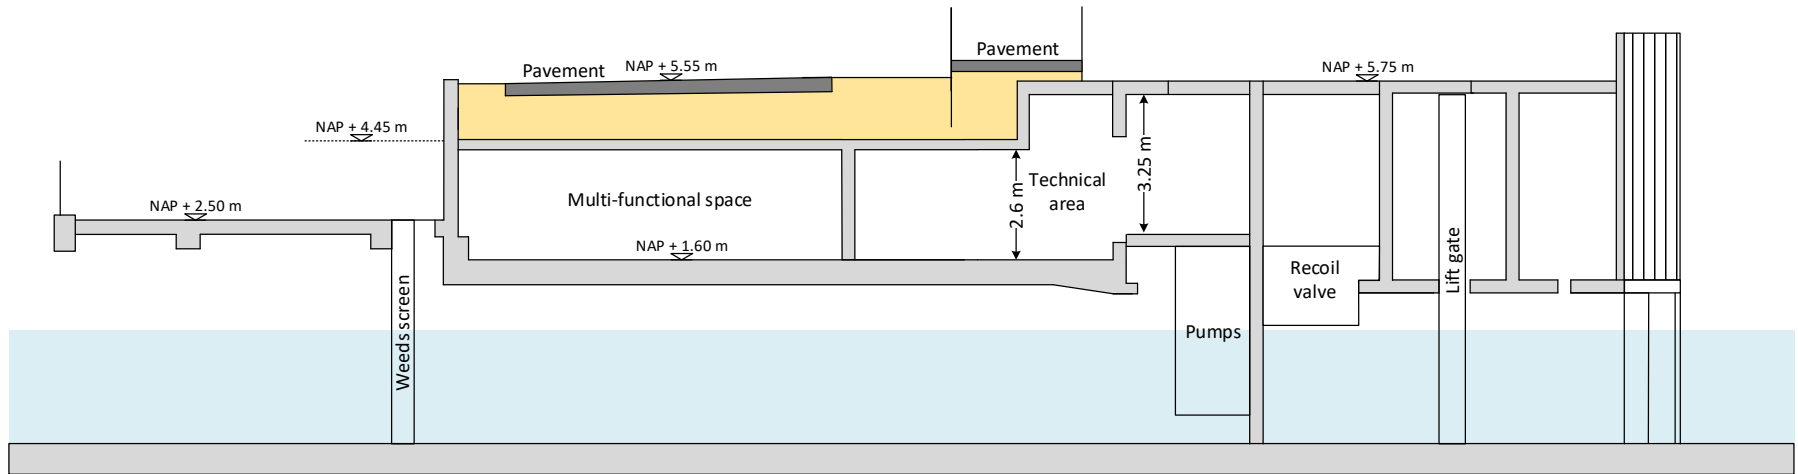 Pavement
Pavement
NAP + 5.55 m
NAP + 5.75 m
NAP + 4.45 m
3.25 m
Technical
area
2.6 m
Multi-functional space
NAP + 2.50 m
NAP + 1.60 m
Recoil
valve
Lift gate
Pumps
Weeds screen